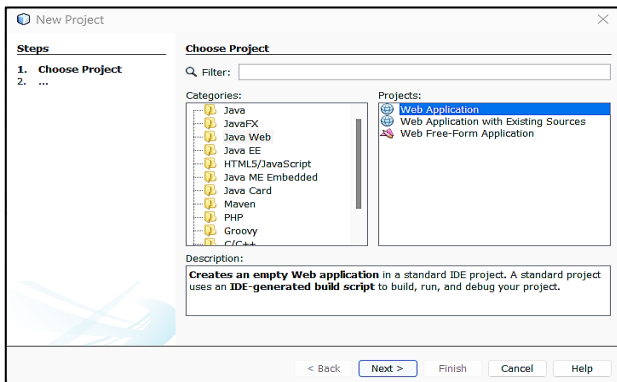 New Project
Steps
1. Choose Project
2. ...
Choose Project
Filter:
Categories:
Java
JavaFX
Java Web
Java EE
HTML5/JavaScript
Java ME Embedded
Java Card
Maven
PHP
Groovy
C/C++
Projects:
Web Application
Web Application with Existing Sources
Web Free-Form Application
Description:
Creates an empty Web application in a standard IDE project. A standard project
uses an IDE-generated build script to build, run, and debug your project.
< Back
Next >
Finish
Cancel
Help